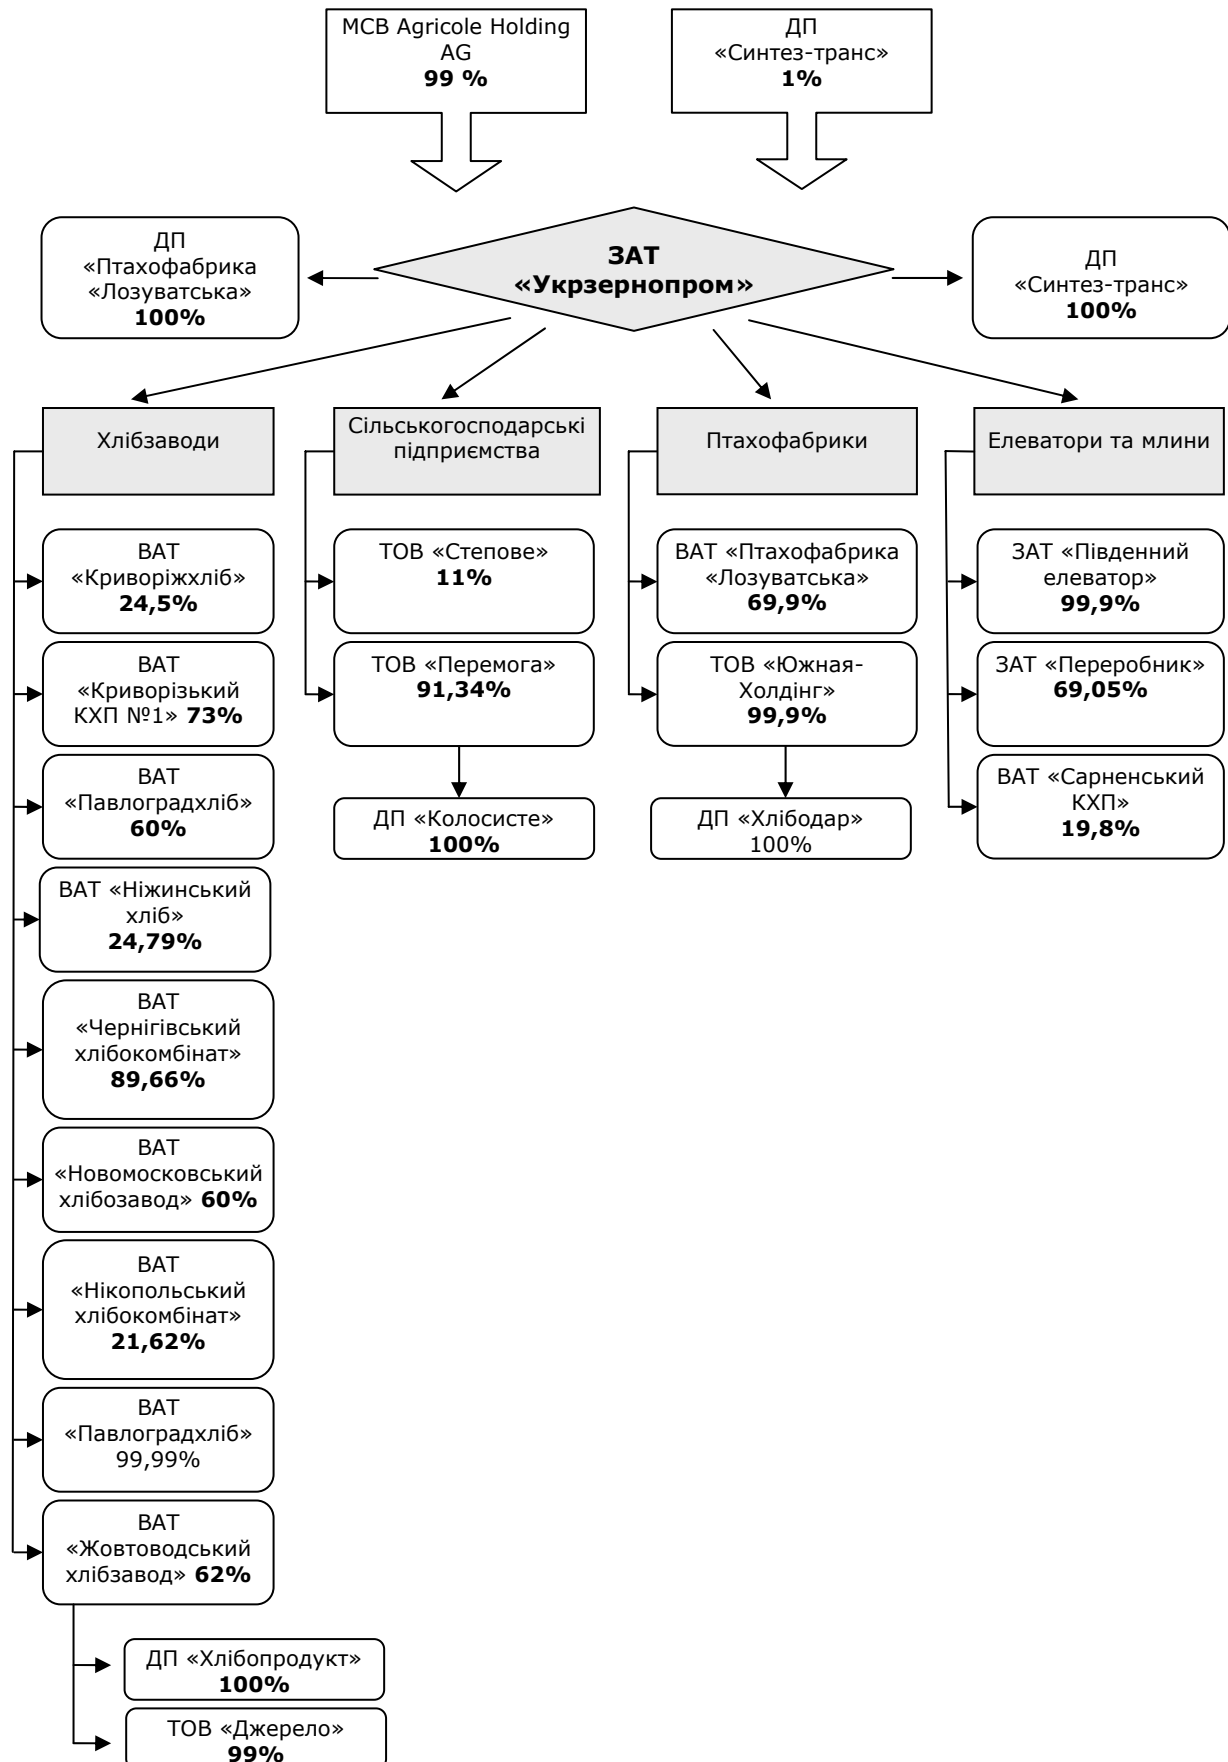 MCB Agricole Holding
AG
99 %
ДП
«Синтез-транс»
1%
ДП
«Птахофабрика
«Лозуватська»
100%
ЗАТ
«Укрзернопром»
ДП
«Синтез-транс»
100%
Хлібзаводи
Сільськогосподарські
підприємства
Птахофабрики
Елеватори та млини
ВАТ
«Криворіжхліб»
24,5%
ВАТ
«Криворізький
КХП №1» 73%
ВАТ
«Павлоградхліб»
60%
ВАТ «Ніжинський
хліб»
24,79%
ВАТ
«Чернігівський
хлібокомбінат»
89,66%
ВАТ
«Новомосковський
хлібозавод» 60%
ВАТ
«Нікопольський
хлібокомбінат»
21,62%
ВАТ
«Павлоградхліб»
99,99%
ВАТ
«Жовтоводський
хлібзавод» 62%
ДП «Хлібопродукт»
100%
ТОВ «Джерело»
99%
ТОВ «Степове»
11%
ТОВ «Перемога»
91,34%
ДП «Колосисте»
100%
ВАТ «Птахофабрика
«Лозуватська»
69,9%
ТОВ «Южная-
Холдінг»
99,9%
ДП «Хлібодар»
100%
ЗАТ «Південний
елеватор»
99,9%
ЗАТ «Переробник»
69,05%
ВАТ «Сарненський
КХП»
19,8%